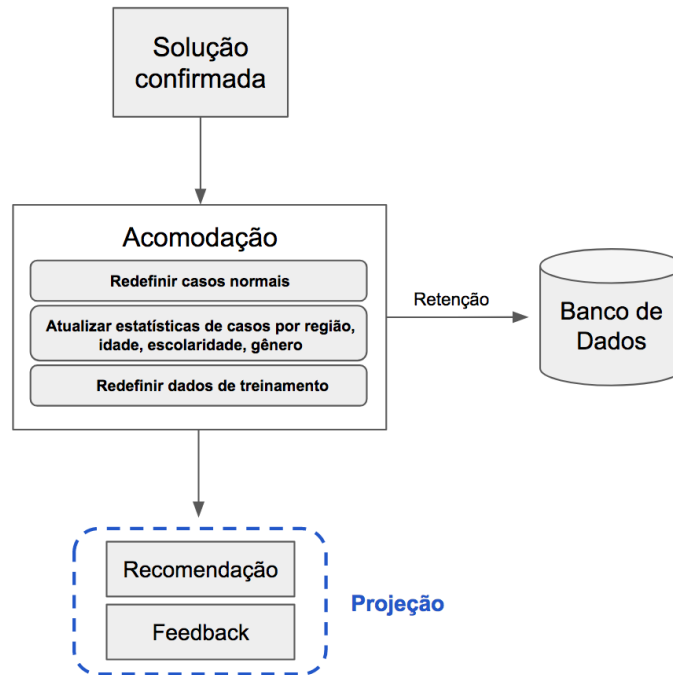 Solução
confirmada
Acomodação
Redefinir casos normais
Atualizar estatísticas de casos por região,
idade, escolaridade, gênero
Redefinir dados de treinamento
Retenção
Banco de
Dados
Recomendação
Feedback
Projeção